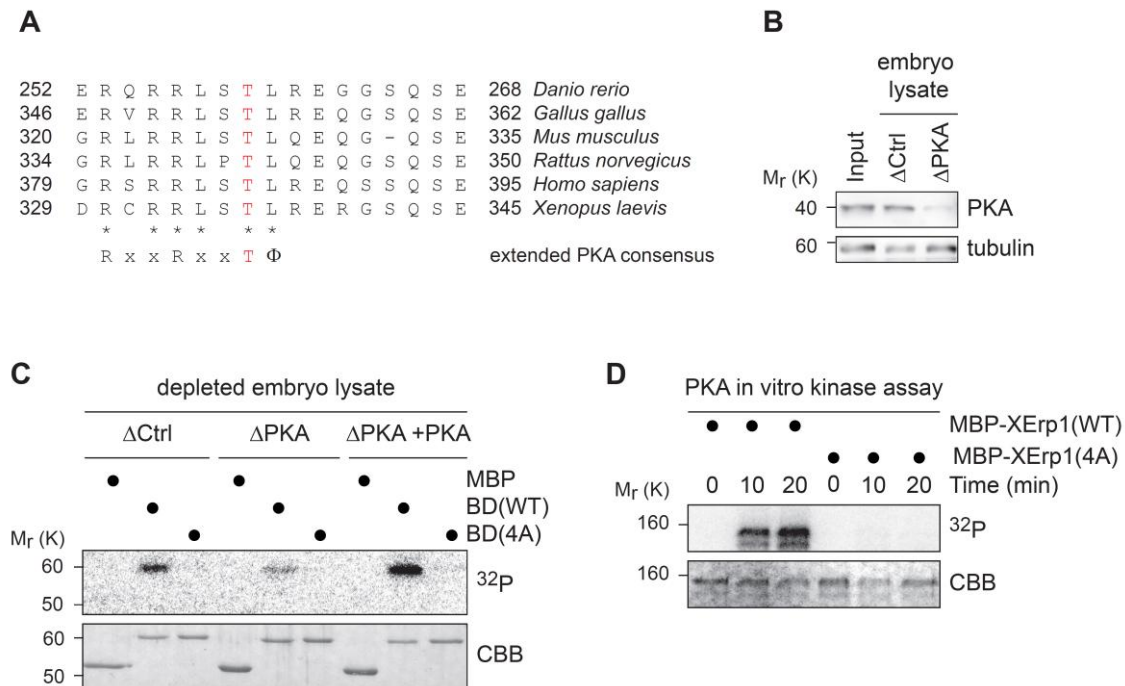 A
252 E R Q R R L S T L R E G G S Q S E 268 Danio rerio
346 E R V R R L S T L R E Q G S Q S E 362 Gallus gallus
320 G R L R R L S T L Q E Q G - Q S E 335 Mus musculus
334 G R L R R L P T L Q E Q G S Q S E 350 Rattus norvegicus
379 G R S R R L S T L R E Q S S Q S E 395 Homo sapiens
329 D R C R R L S T L R E R G S Q S E 345 Xenopus laevis
* * * * * *
R x x R x x T Φ extended PKA consensus
B
embryo
lysate
Input ΔCtrl ΔPKA
Mr (K)
40 PKA
60 tubulin
C
depleted embryo lysate
ΔCtrl ΔPKA ΔPKA +PKA
● ● ● MBP
● ● ● BD(WT)
● ● ● BD(4A)
Mr (K)
60 32P
50
60 CBB
50
D
PKA in vitro kinase assay
● ● ● MBP-XErp1(WT)
● ● ● MBP-XErp1(4A)
Mr (K) 0 10 20 0 10 20 Time (min)
160 32P
160 CBB